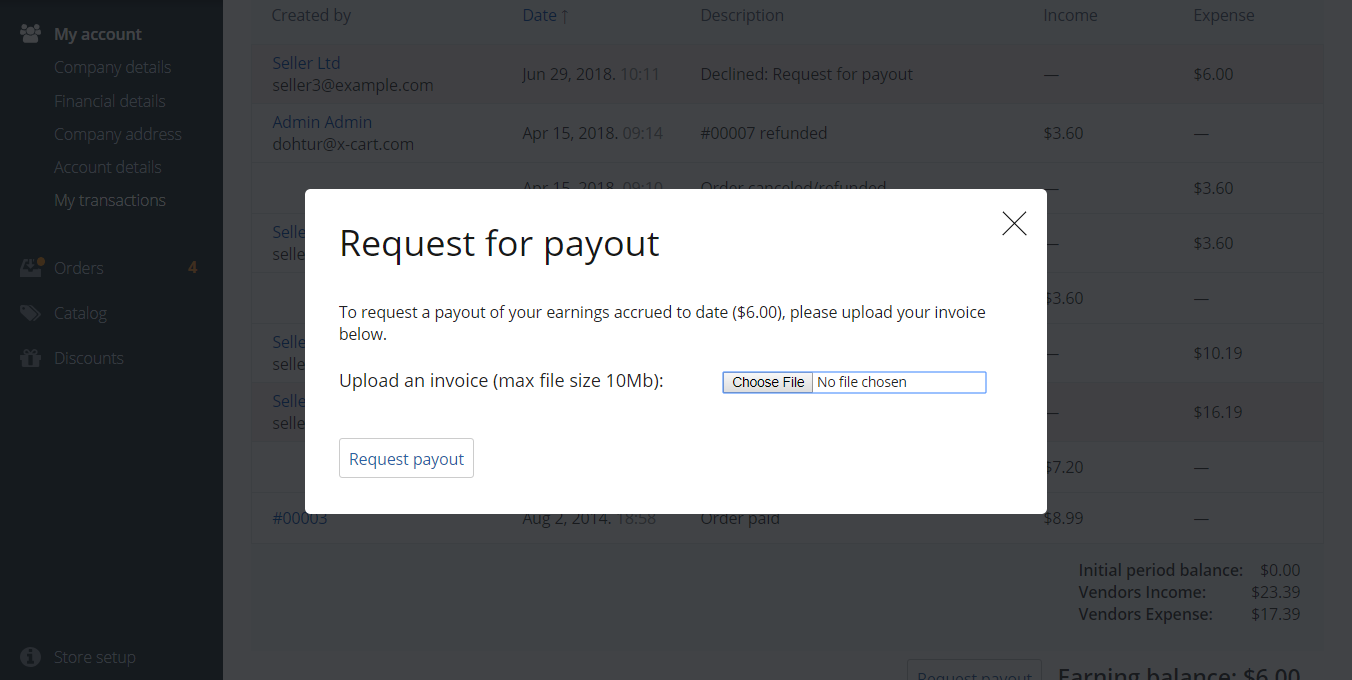 My account
Company details
Financial details
Company address
Account details
My transactions
Orders 4
Catalog
Discounts
Store setup
Created by Date ↑ Description Income Expense
Seller Ltd
seller3@example.com Jun 29, 2018. 10:11 Declined: Request for payout — $6.00
Admin Admin
dohtur@x-cart.com Apr 15, 2018. 09:14 #00007 refunded $3.60 —
Apr 15, 2018. 09:10 Order canceled/refunded — $3.60
Selle
selle — $3.60
$3.60 —
Selle
selle — $10.19
Selle
selle — $16.19
$7.20 —
#00003 Aug 2, 2014. 18:58 Order paid $8.99 —
Initial period balance: $0.00
Vendors Income: $23.39
Vendors Expense: $17.39
Request payout Earning balance: $6.00
Request for payout
To request a payout of your earnings accrued to date ($6.00), please upload your invoice
below.
Upload an invoice (max file size 10Mb): Choose File No file chosen
Request payout